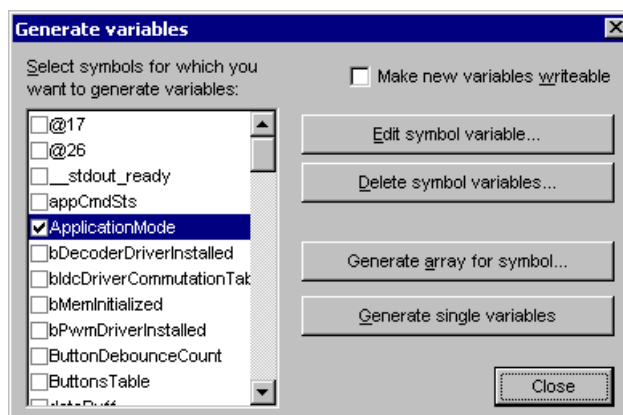 Generate variables
Select symbols for which you
want to generate variables:
Make new variables writeable
@17
@26
__stdout_ready
appCmdSts
ApplicationMode
bDecoderDriverInstalled
bldcDriverCommutationTab
bMemInitialized
bPwmDriverInstalled
ButtonDebounceCount
ButtonsTable
Edit symbol variable...
Delete symbol variables...
Generate array for symbol...
Generate single variables
Close